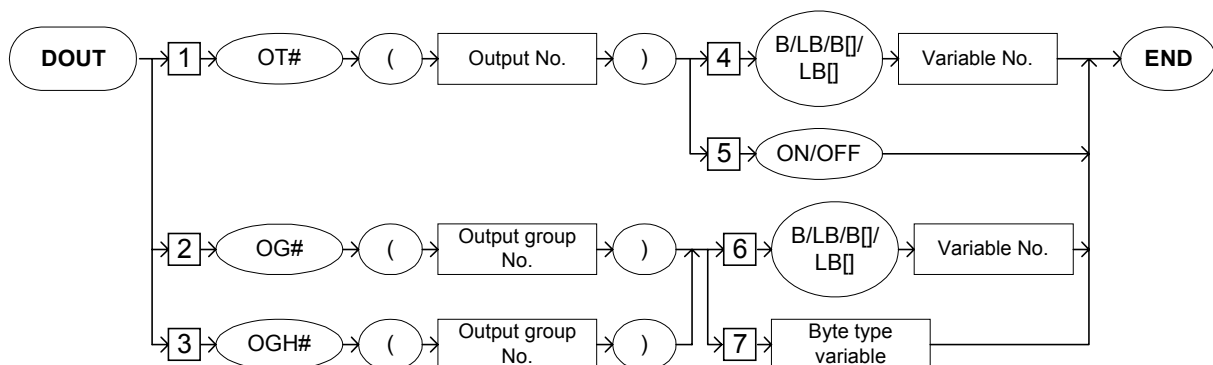 DOUT
1
OT#
(
Output No.
)
4
B/LB/B[]/
LB[]
Variable No.
END
5
ON/OFF
2
OG#
(
Output group
No.
)
6
B/LB/B[]/
LB[]
Variable No.
3
OGH#
(
Output group
No.
)
7
Byte type
variable